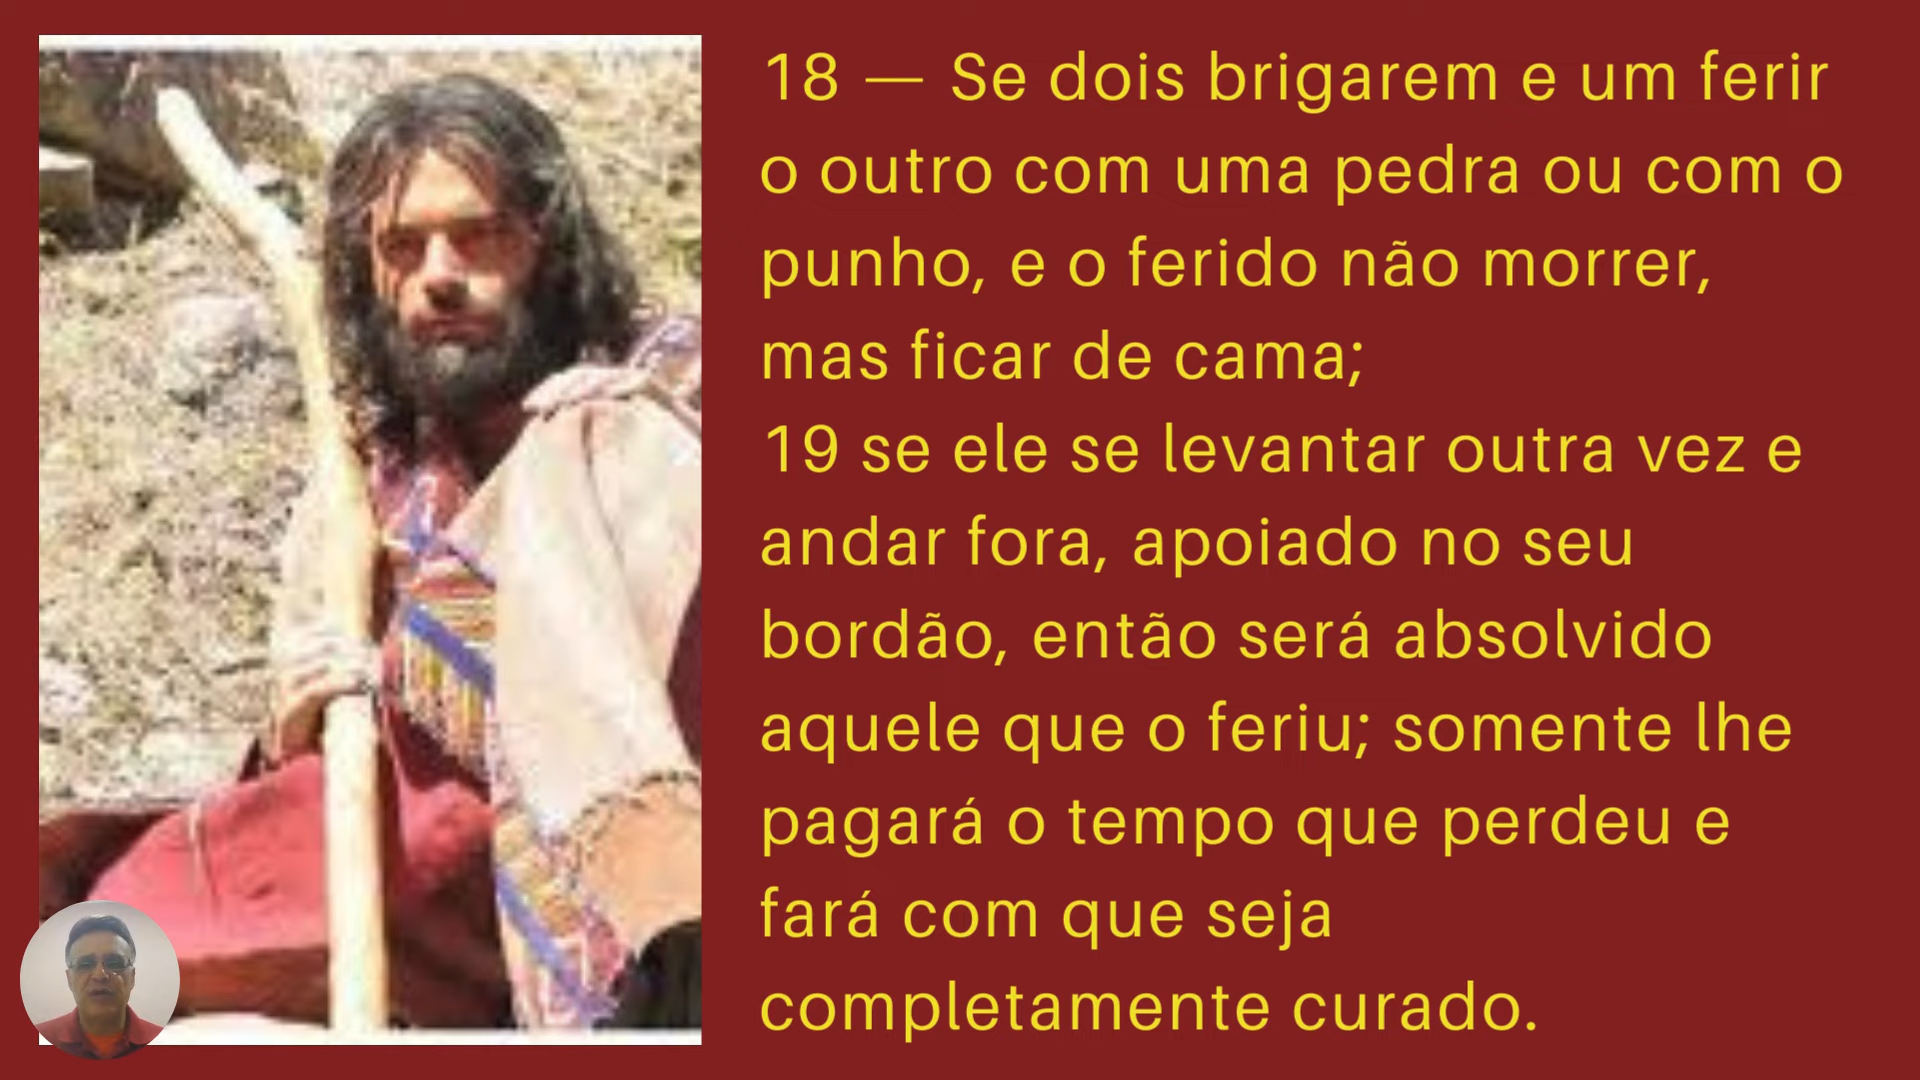 18 — Se dois brigarem e um ferir
o outro com uma pedra ou com o
punho, e o ferido não morrer,
mas ficar de cama;
19 se ele se levantar outra vez e
andar fora, apoiado no seu
bordão, então será absolvido
aquele que o feriu; somente lhe
pagará o tempo que perdeu e
fará com que seja
completamente curado.